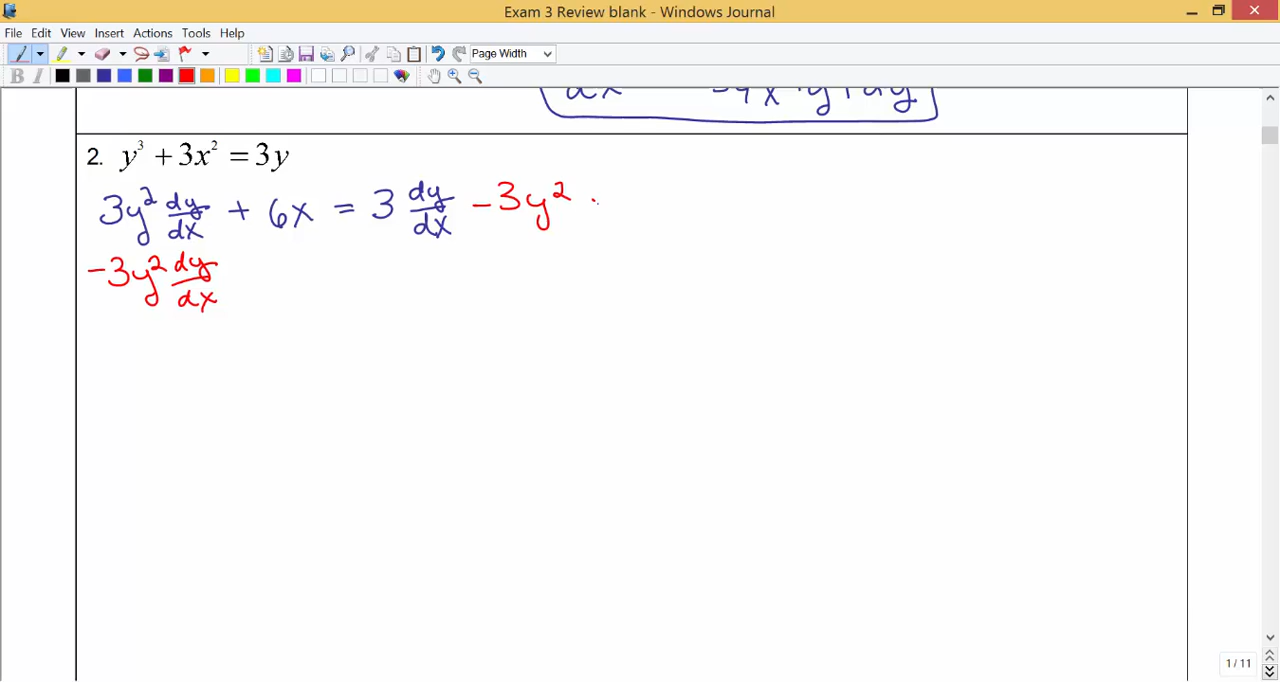 Exam 3 Review blank - Windows Journal
File Edit View Insert Actions Tools Help
Page Width
B I
dx
2. y³ + 3x² = 3y
3y² dy/dx + 6x = 3 dy/dx - 3y² ·
-3y² dy/dx
1 / 11